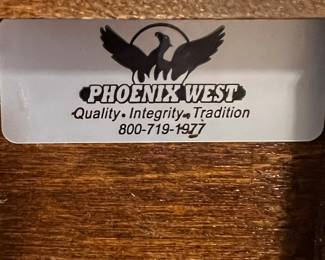 PHOENIX WEST
Quality • Integrity • Tradition
800-719-1977